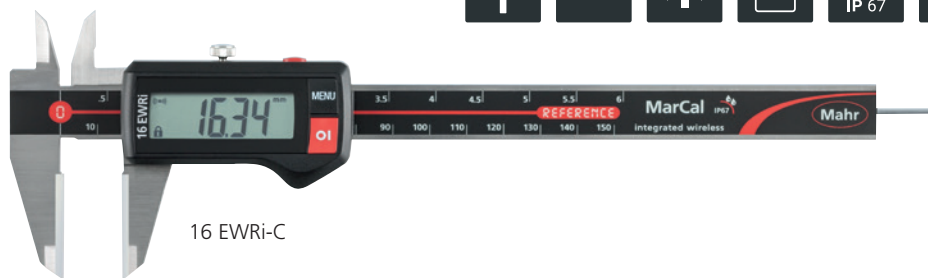 IP 67
16 EWRi
16.34 mm
MENU
0
.5
3.5 4 4.5 5 5.5 6
REFERENCE
10
90 100 110 120 130 140 150
MarCal IP67
integrated wireless
Mahr
16 EWRi-C